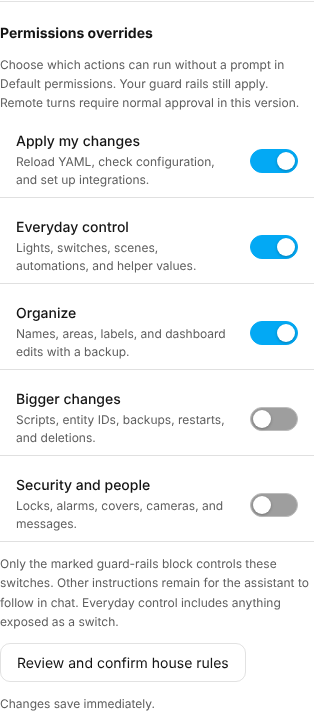 Permissions overrides
Choose which actions can run without a prompt in
Default permissions. Your guard rails still apply.
Remote turns require normal approval in this version.
Apply my changes
Reload YAML, check configuration,
and set up integrations.
Everyday control
Lights, switches, scenes,
automations, and helper values.
Organize
Names, areas, labels, and dashboard
edits with a backup.
Bigger changes
Scripts, entity IDs, backups, restarts,
and deletions.
Security and people
Locks, alarms, covers, cameras, and
messages.
Only the marked guard-rails block controls these
switches. Other instructions remain for the assistant to
follow in chat. Everyday control includes anything
exposed as a switch.
Review and confirm house rules
Changes save immediately.